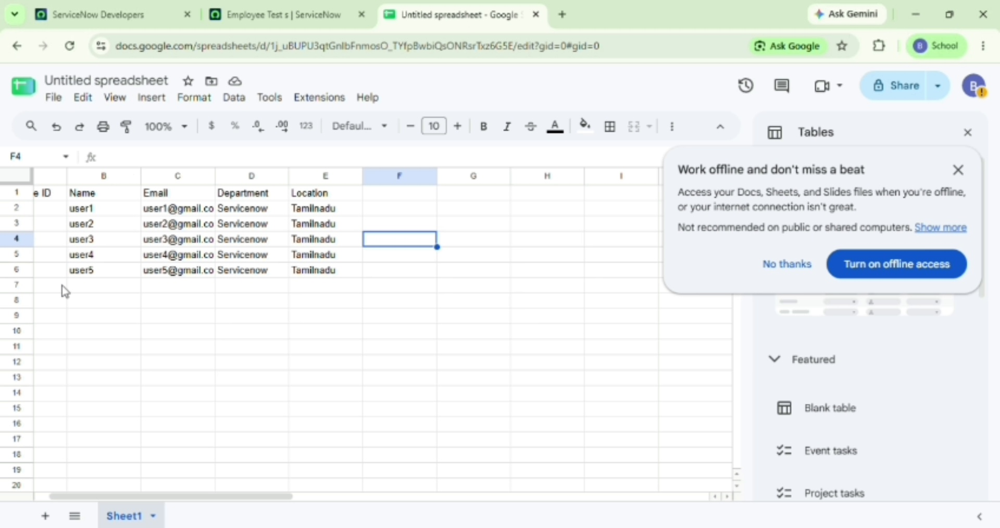 ServiceNow Developers
Employee Test s | ServiceNow
Untitled spreadsheet - Google S
Ask Gemini
docs.google.com/spreadsheets/d/1j_uBUPU3qtGnlbFnmosO_TYfpBwbiQsONRsrTxz6G5E/edit?gid=0#gid=0
Ask Google
B School
Untitled spreadsheet
File Edit View Insert Format Data Tools Extensions Help
Share
B
100% $ % .0 .00 123 Defaul... 10 B I S A
Tables
F4 fx
B C D E F G H I
1 e ID Name Email Department Location
2 user1 user1@gmail.co Servicenow Tamilnadu
3 user2 user2@gmail.co Servicenow Tamilnadu
4 user3 user3@gmail.co Servicenow Tamilnadu
5 user4 user4@gmail.co Servicenow Tamilnadu
6 user5 user5@gmail.co Servicenow Tamilnadu
7
8
9
10
11
12
13
14
15
16
17
18
19
20
Work offline and don't miss a beat
Access your Docs, Sheets, and Slides files when you're offline,
or your internet connection isn't great.
Not recommended on public or shared computers. Show more
No thanks Turn on offline access
Featured
Blank table
Event tasks
Project tasks
Sheet1